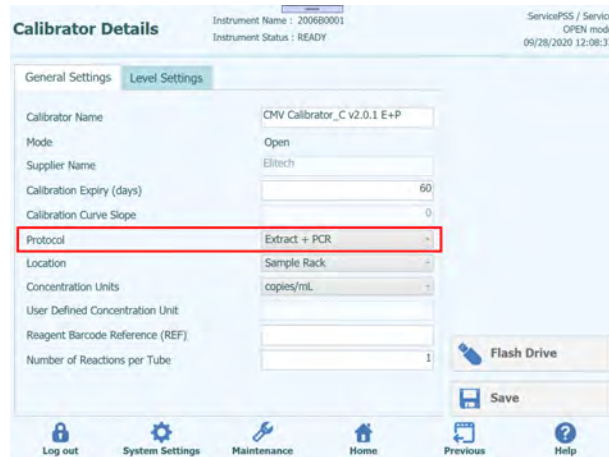 Calibrator Details
Instrument Name : 2006B0001
Instrument Status : READY
ServicePSS / Servic
OPEN mod
09/28/2020 12:08:3
General Settings
Level Settings
Calibrator Name CMV Calibrator_C v2.0.1 E+P
Mode Open
Supplier Name Elitech
Calibration Expiry (days) 60
Calibration Curve Slope 0
Protocol Extract + PCR
Location Sample Rack
Concentration Units copies/mL
User Defined Concentration Unit
Reagent Barcode Reference (REF)
Number of Reactions per Tube 1
Flash Drive
Save
Log out
System Settings
Maintenance
Home
Previous
Help